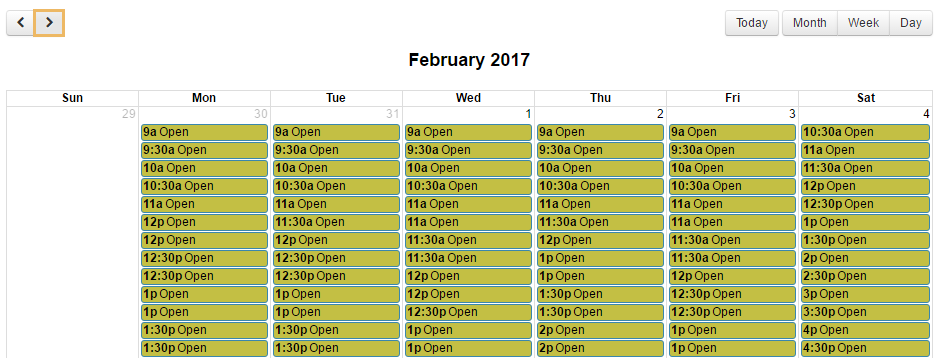 Today Month Week Day
February 2017
Sun Mon Tue Wed Thu Fri Sat
29 30 31 1 2 3 4
9a Open 9a Open 9a Open 9a Open 9a Open 10:30a Open
9:30a Open 9:30a Open 9:30a Open 9:30a Open 9:30a Open 11a Open
10a Open 10a Open 10a Open 10a Open 10a Open 11:30a Open
10:30a Open 10:30a Open 10:30a Open 10:30a Open 10:30a Open 12p Open
11a Open 11a Open 11a Open 11a Open 11a Open 12:30p Open
12p Open 11:30a Open 11a Open 11:30a Open 11a Open 1p Open
12p Open 12p Open 11:30a Open 12p Open 11:30a Open 1:30p Open
12:30p Open 12:30p Open 11:30a Open 1p Open 11:30a Open 2p Open
12:30p Open 12:30p Open 12p Open 1p Open 12p Open 2:30p Open
1p Open 1p Open 12p Open 1:30p Open 12:30p Open 3p Open
1p Open 1p Open 12:30p Open 1:30p Open 12:30p Open 3:30p Open
1:30p Open 1:30p Open 1p Open 2p Open 1p Open 4p Open
1:30p Open 1:30p Open 1p Open 2p Open 1p Open 4:30p Open